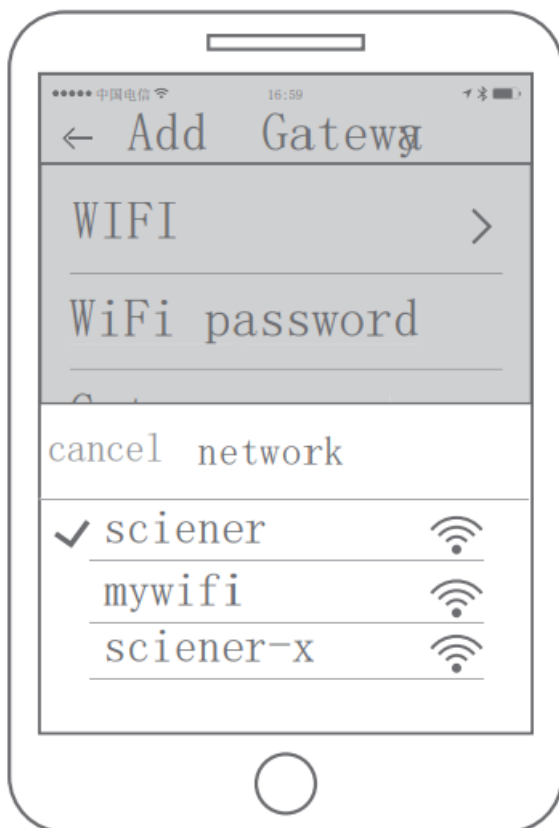 中国电信 16:59
Add Gateway
WIFI
WiFi password
cancel network
sciener
mywifi
sciener-x